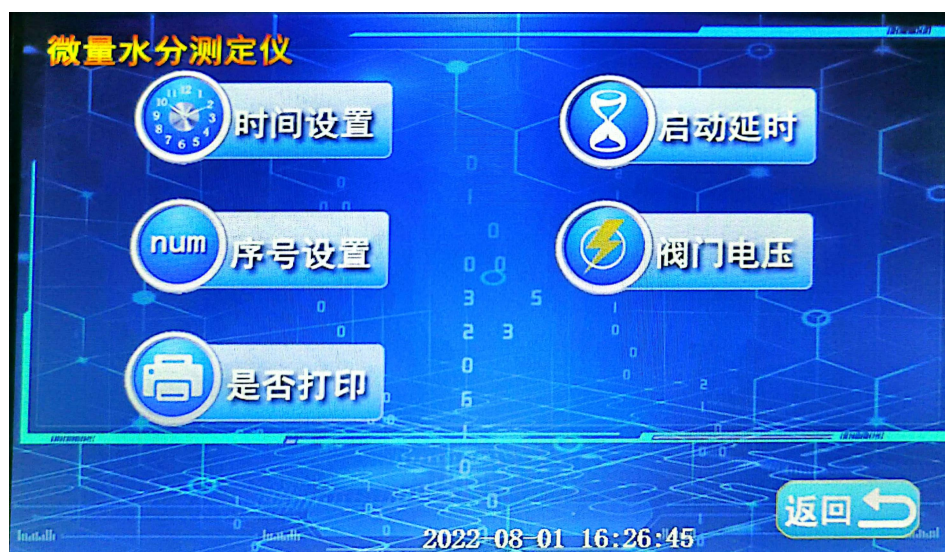 微量水分测定仪
时间设置
启动延时
num
序号设置
阀门电压
是否打印
返回
2022-08-01 16:26:45